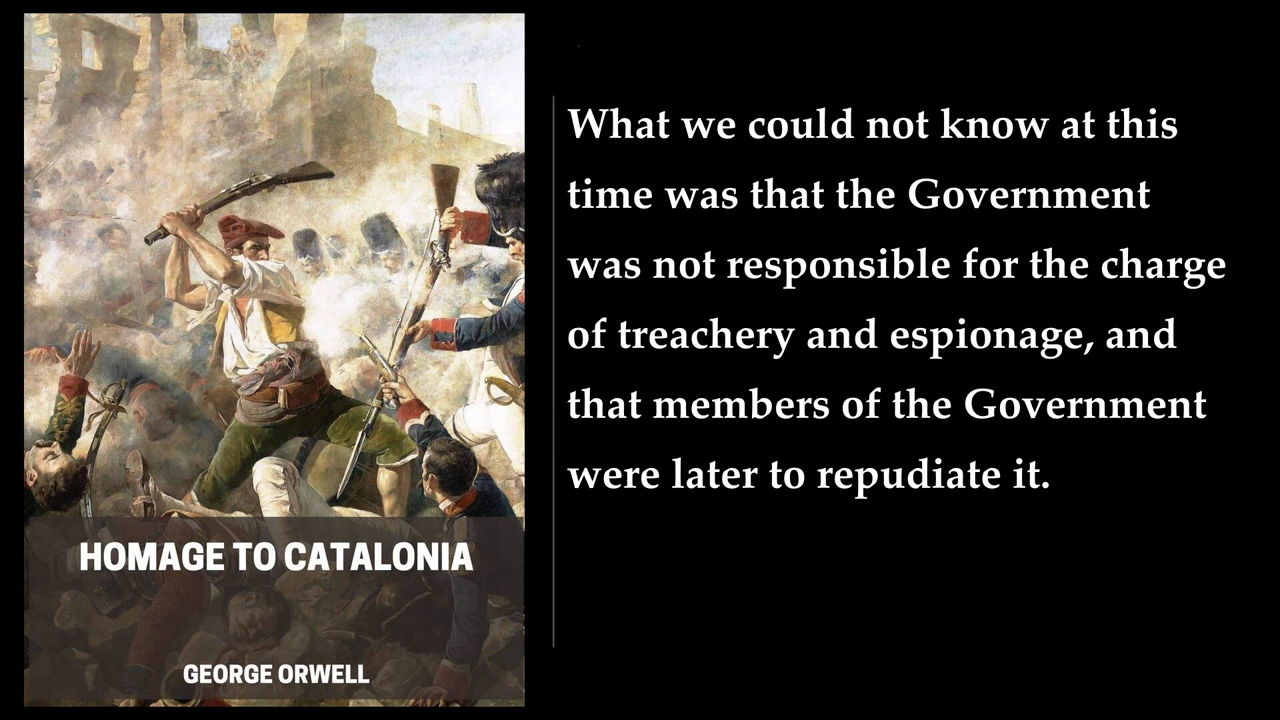 HOMAGE TO CATALONIA
GEORGE ORWELL
What we could not know at this
time was that the Government
was not responsible for the charge
of treachery and espionage, and
that members of the Government
were later to repudiate it.